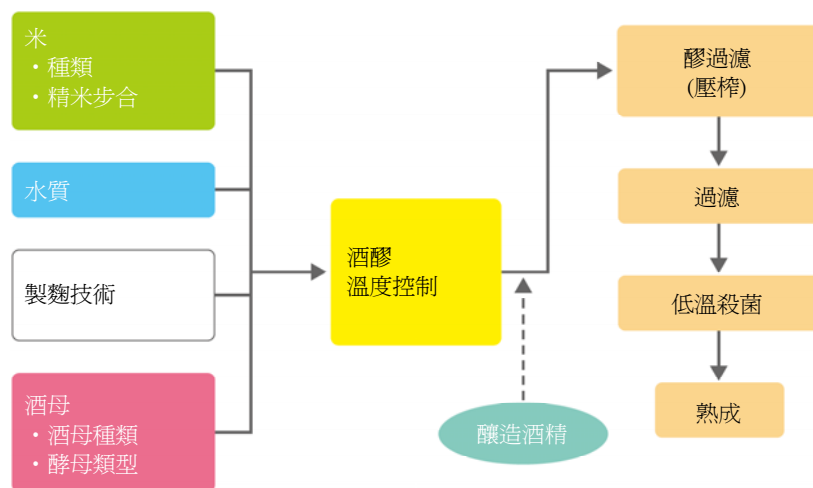 米
・種類
・精米步合
水質
製麴技術
酒母
・酒母種類
・酵母類型
酒醪
溫度控制
釀造酒精
醪過濾
(壓榨)
過濾
低溫殺菌
熟成